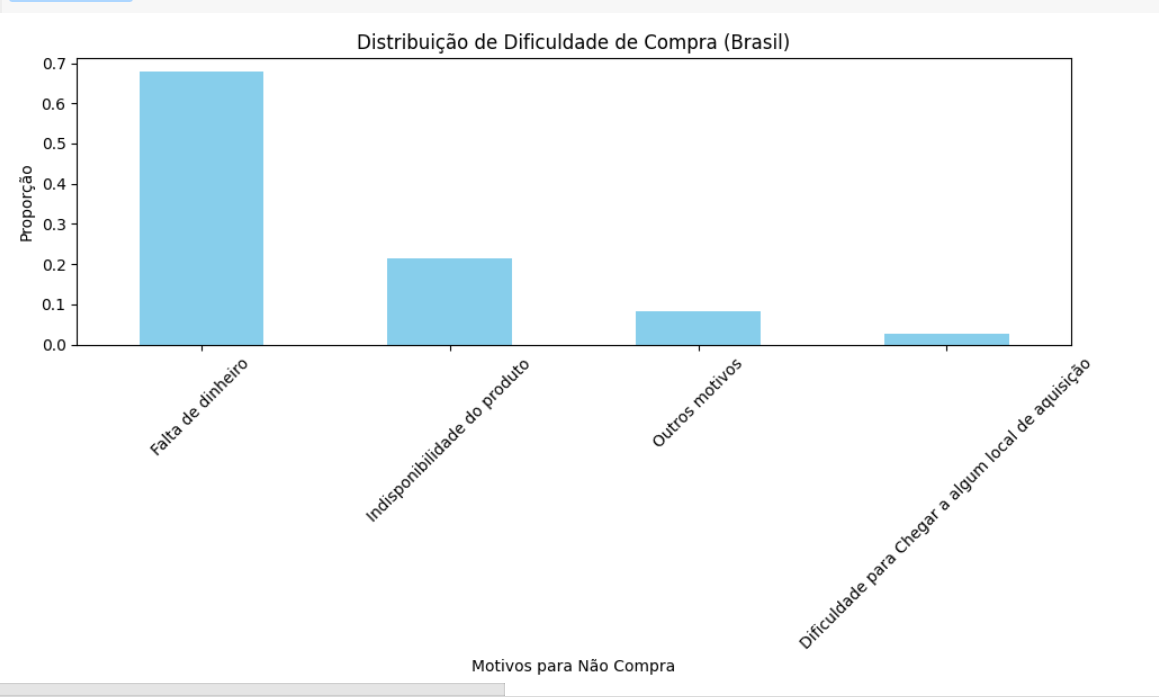 Distribuição de Dificuldade de Compra (Brasil)
Proporção
0.7
0.6
0.5
0.4
0.3
0.2
0.1
0.0
Falta de dinheiro
Indisponibilidade do produto
Outros motivos
Dificuldade para Chegar a algum local de aquisição
Motivos para Não Compra